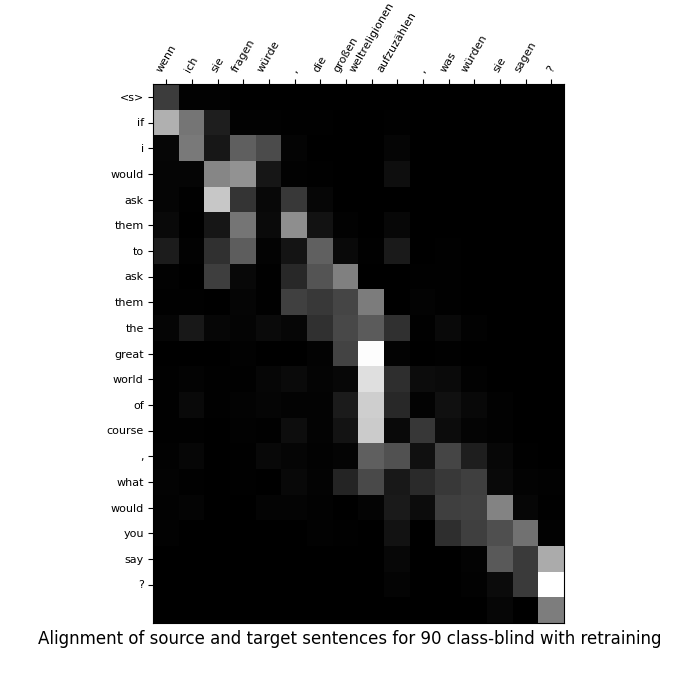 wenn ich sie fragen würde , die großen weltreligionen aufzuzählen , was würden sie sagen ?
<s>
if
i
would
ask
them
to
ask
them
the
great
world
of
course
,
what
would
you
say
?
Alignment of source and target sentences for 90 class-blind with retraining